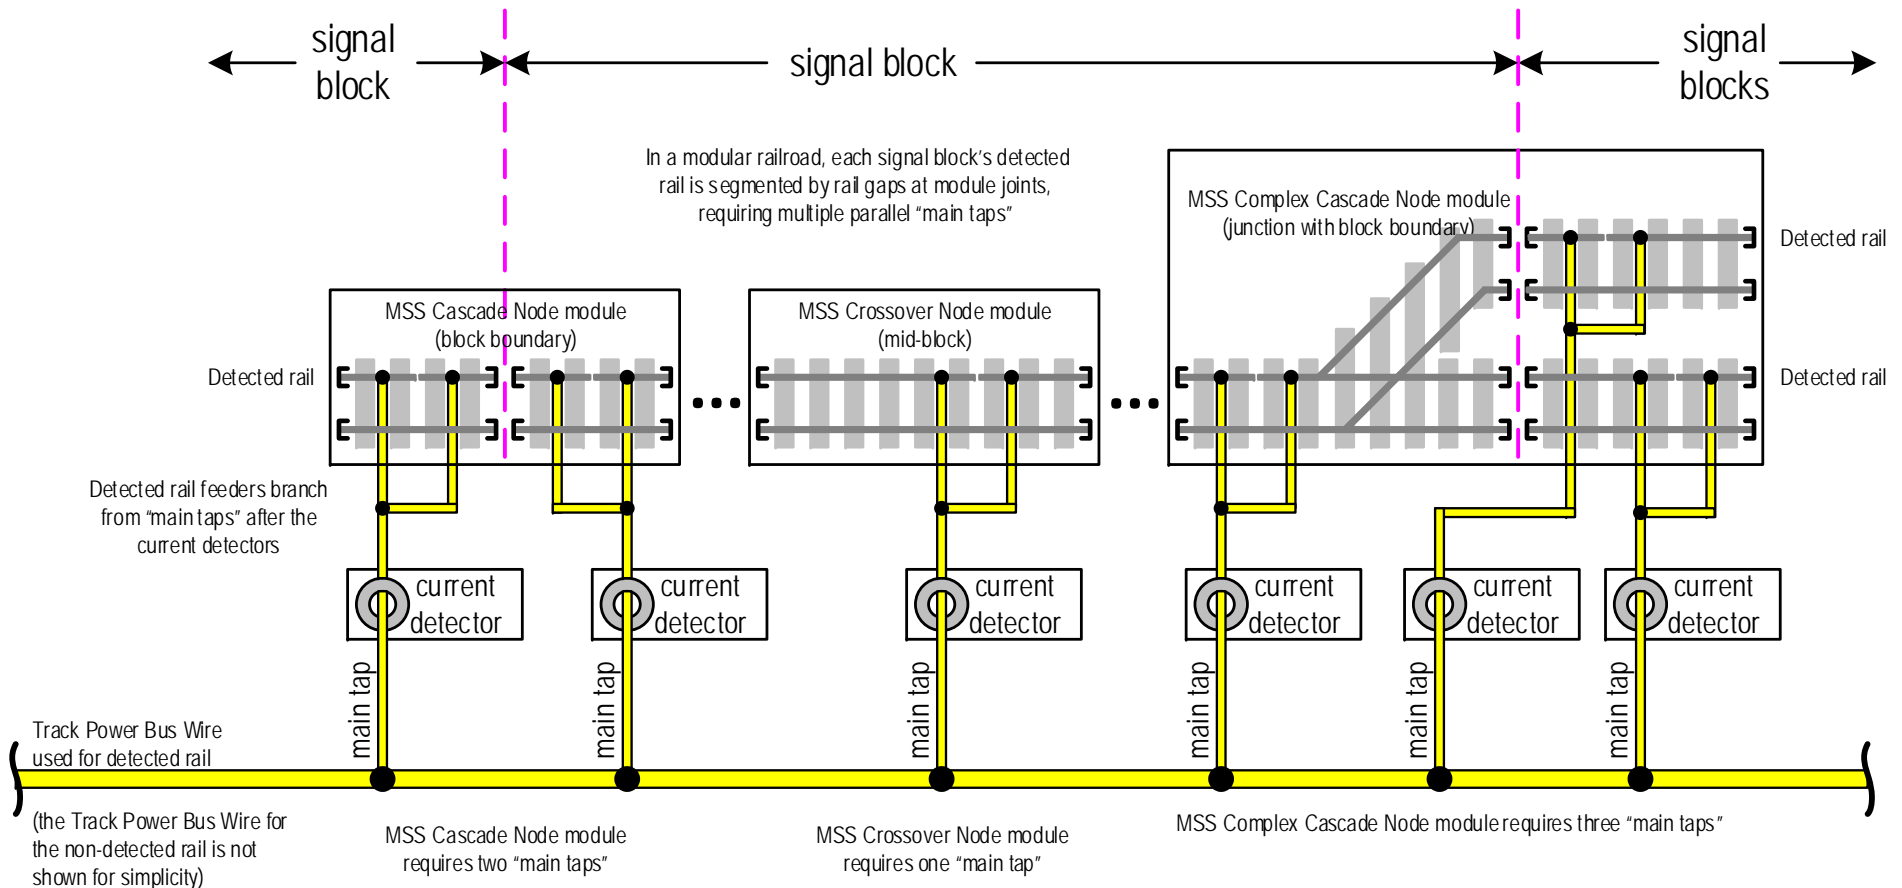 signal
block
signal block
signal
blocks
In a modular railroad, each signal block's detected
rail is segmented by rail gaps at module joints,
requiring multiple parallel “main taps”
MSS Complex Cascade Node module
(junction with block boundary)
Detected rail
MSS Cascade Node module
(block boundary)
MSS Crossover Node module
(mid-block)
Detected rail
Detected rail
Detected rail feeders branch
from “main taps” after the
current detectors
current
detector
current
detector
current
detector
current
detector
current
detector
current
detector
main tap
main tap
main tap
main tap
main tap
main tap
Track Power Bus Wire
used for detected rail
(the Track Power Bus Wire for
the non-detected rail is not
shown for simplicity)
MSS Cascade Node module
requires two “main taps”
MSS Crossover Node module
requires one “main tap”
MSS Complex Cascade Node module requires three “main taps”